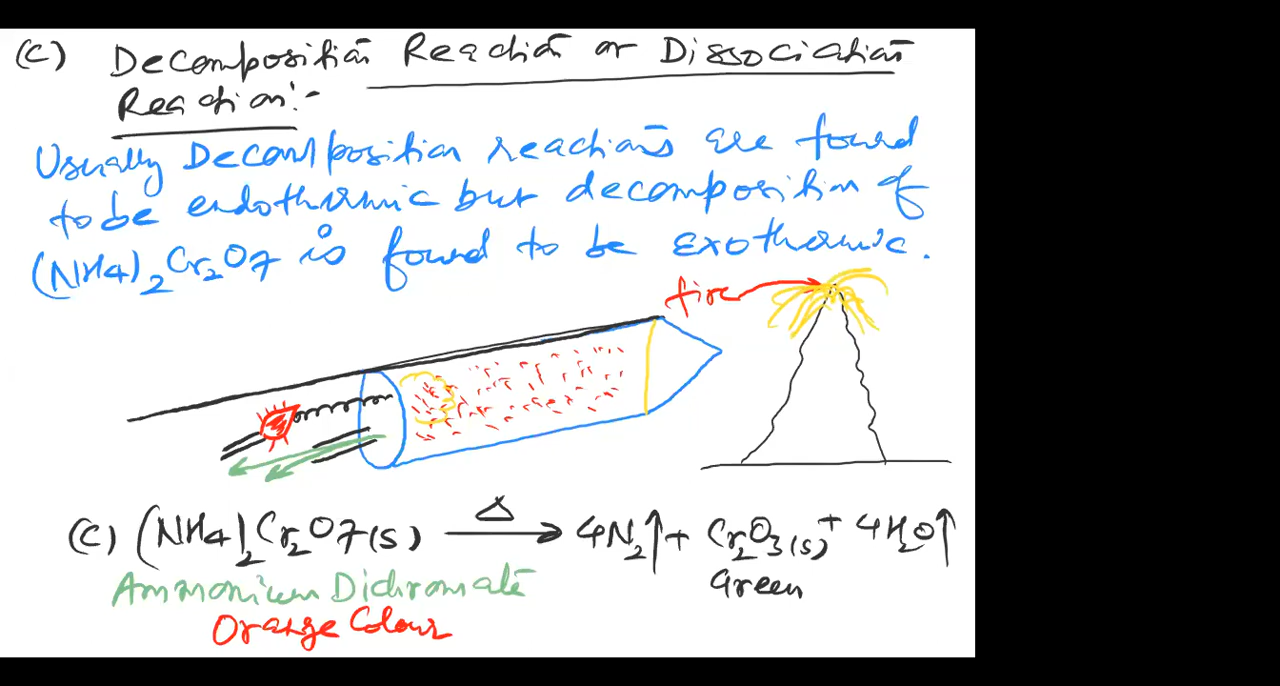 (C) Decomposition Reaction or Dissociation
Reaction:-
Usually Decomposition reactions are found
to be endothermic but decomposition of
(NH4)2Cr2O7 is found to be exothermic.
fire
(C) (NH4)2Cr2O7(s) —Δ→ 4N2↑ + Cr2O3(s) + 4H2O↑
Green
Ammonium Dichromate
Orange Colour